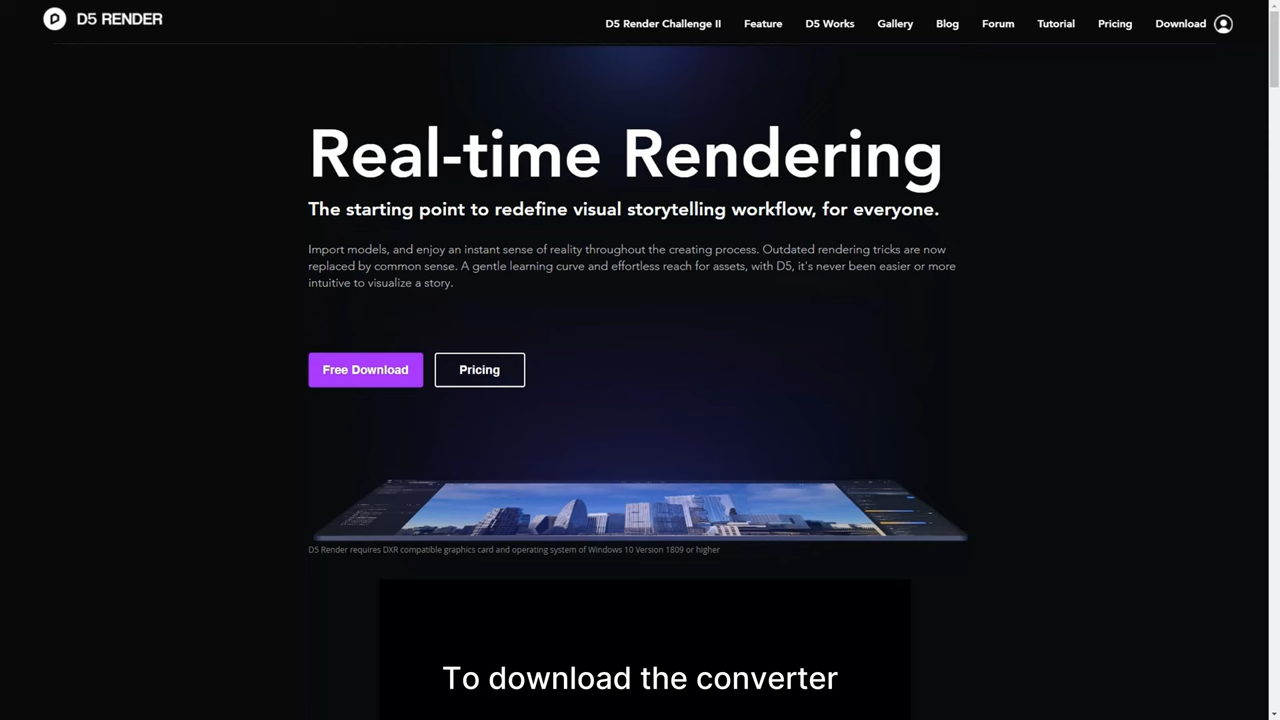 D5 RENDER
D5 Render Challenge II Feature D5 Works Gallery Blog Forum Tutorial Pricing Download
Real-time Rendering
The starting point to redefine visual storytelling workflow, for everyone.
Import models, and enjoy an instant sense of reality throughout the creating process. Outdated rendering tricks are now
replaced by common sense. A gentle learning curve and effortless reach for assets, with D5, it's never been easier or more
intuitive to visualize a story.
Free Download Pricing
D5 Render requires DXR compatible graphics card and operating system of Windows 10 Version 1809 or higher
To download the converter